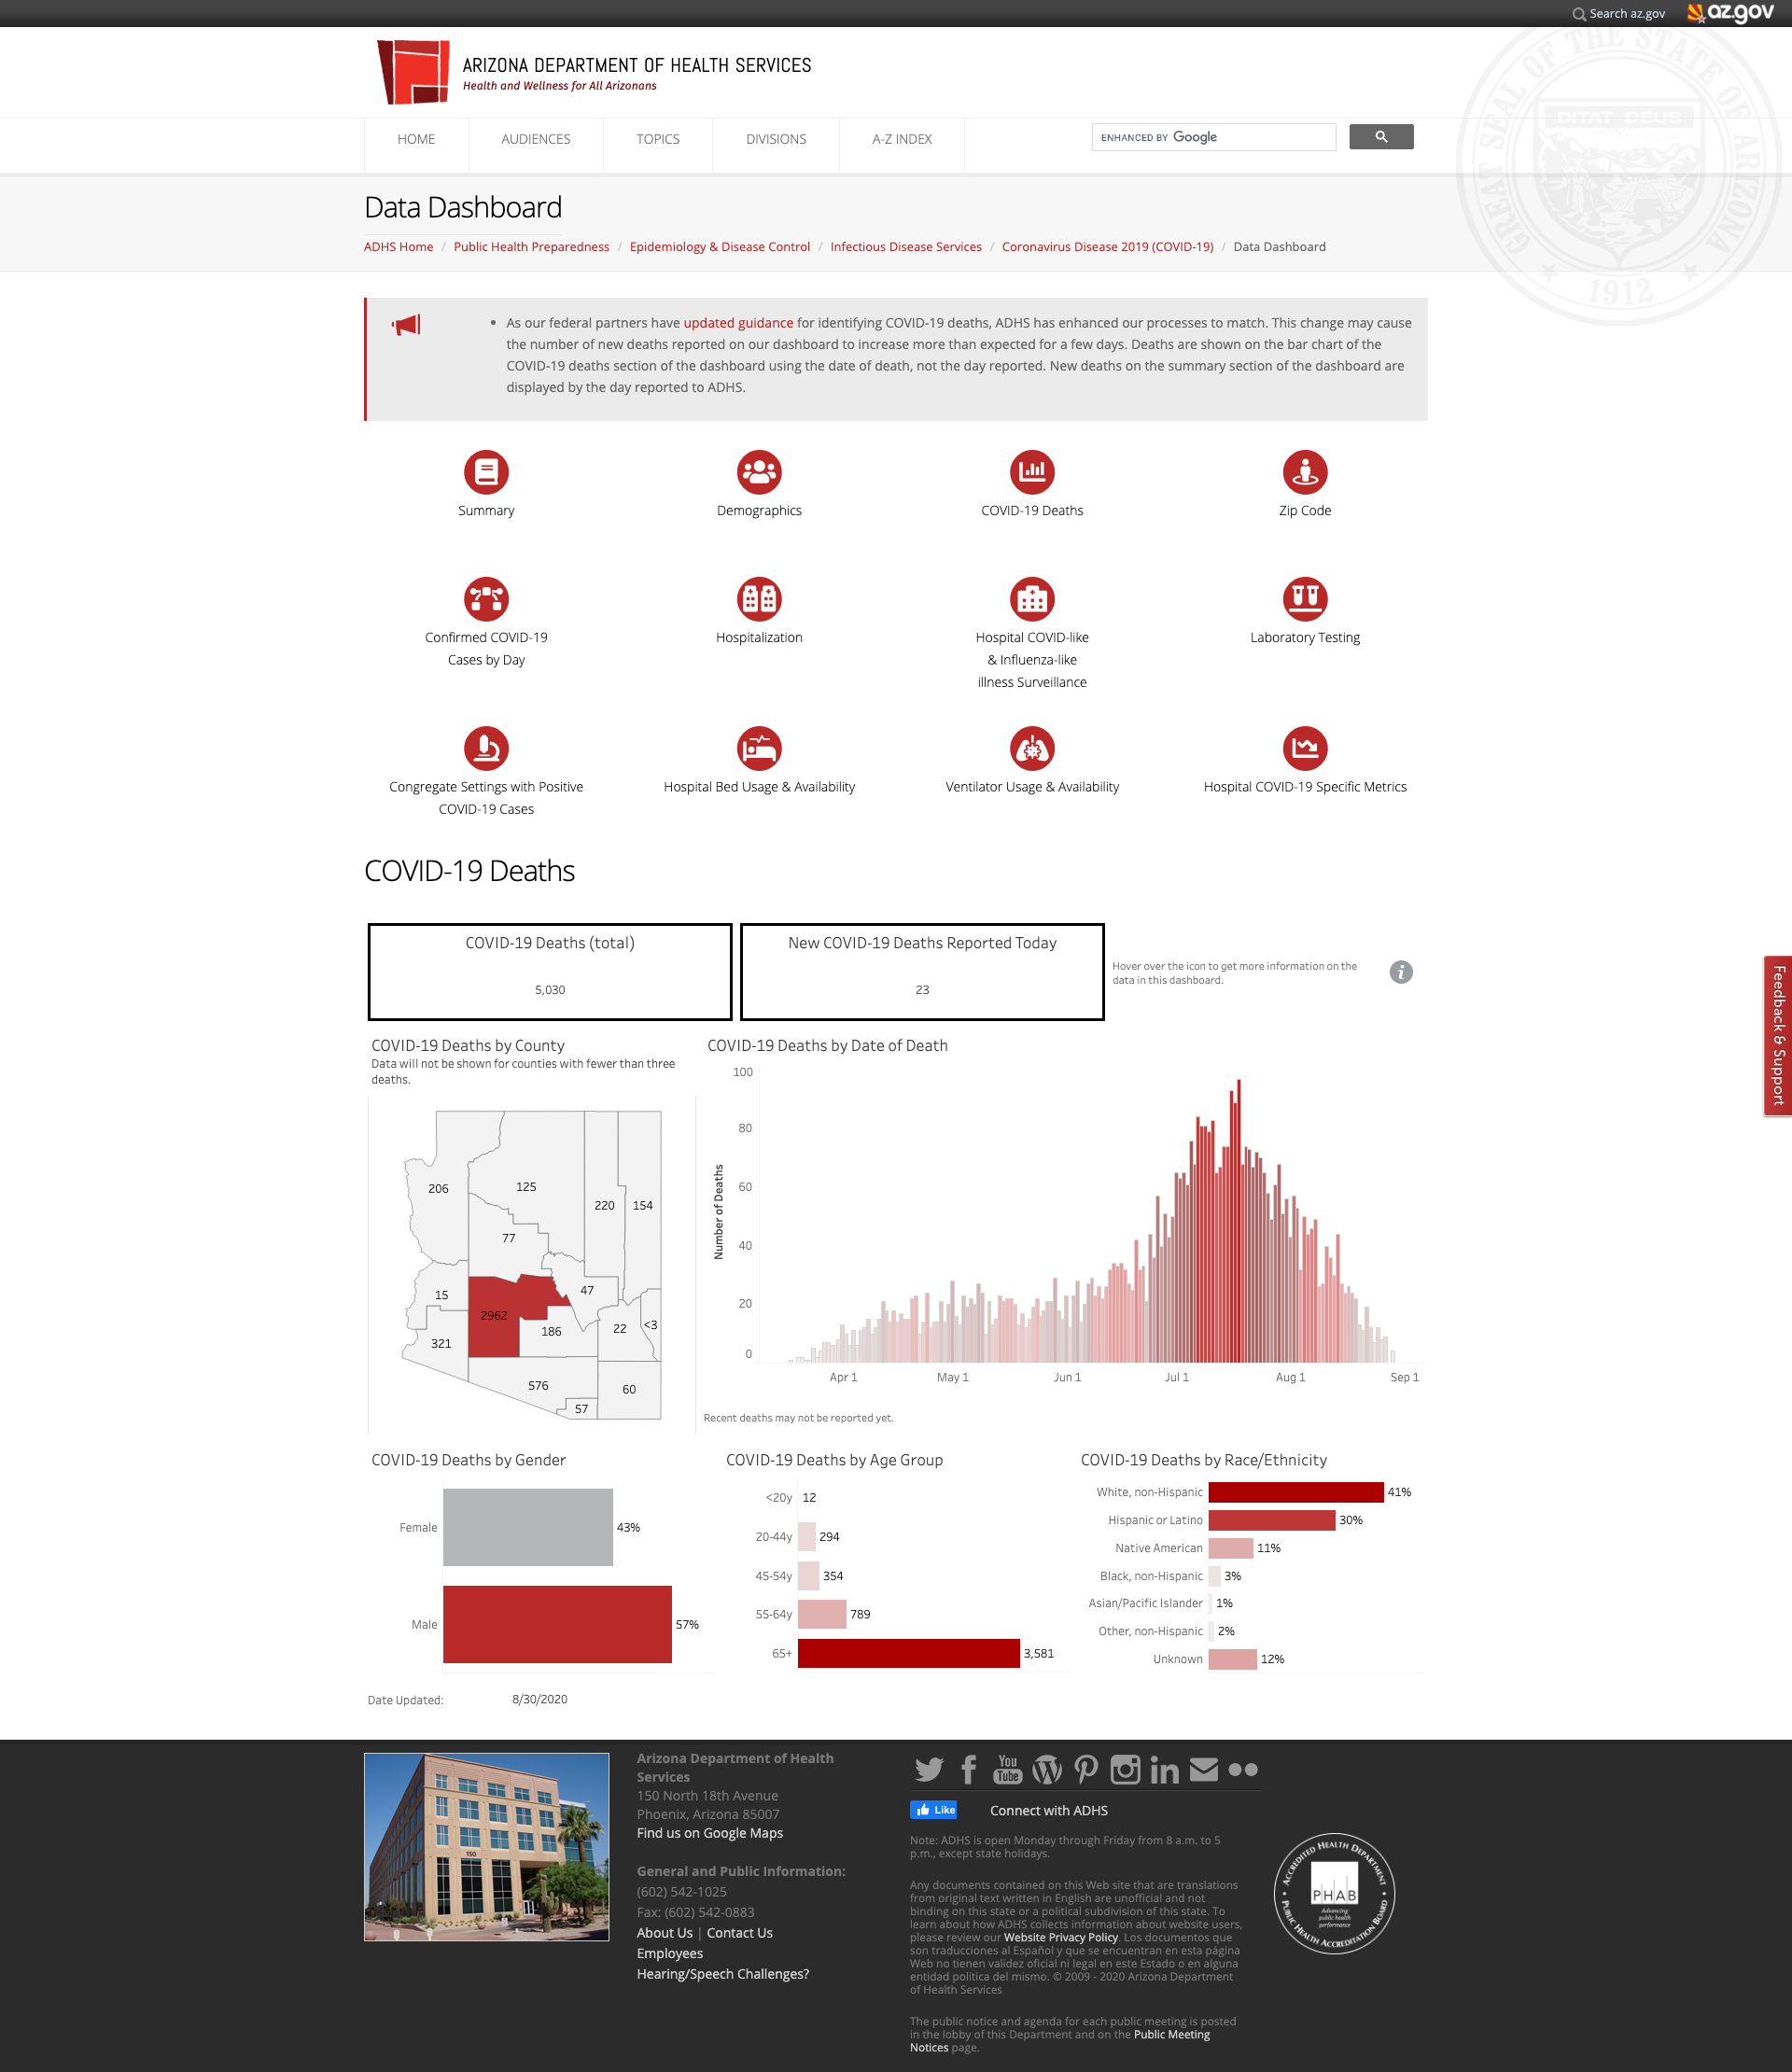 Search az.gov
az.gov
ARIZONA DEPARTMENT OF HEALTH SERVICES
Health and Wellness for All Arizonans
HOME
AUDIENCES
TOPICS
DIVISIONS
A-Z INDEX
ENHANCED BY Google
GREAT SEAL OF THE STATE OF ARIZONA
DITAT DEUS
1912
Data Dashboard
ADHS Home / Public Health Preparedness / Epidemiology & Disease Control / Infectious Disease Services / Coronavirus Disease 2019 (COVID-19) / Data Dashboard
• As our federal partners have updated guidance for identifying COVID-19 deaths, ADHS has enhanced our processes to match. This change may cause
the number of new deaths reported on our dashboard to increase more than expected for a few days. Deaths are shown on the bar chart of the
COVID-19 deaths section of the dashboard using the date of death, not the day reported. New deaths on the summary section of the dashboard are
displayed by the day reported to ADHS.
Summary
Demographics
COVID-19 Deaths
Zip Code
Confirmed COVID-19
Cases by Day
Hospitalization
Hospital COVID-like
& Influenza-like
illness Surveillance
Laboratory Testing
Congregate Settings with Positive
COVID-19 Cases
Hospital Bed Usage & Availability
Ventilator Usage & Availability
Hospital COVID-19 Specific Metrics
COVID-19 Deaths
COVID-19 Deaths (total)
5,030
New COVID-19 Deaths Reported Today
23
Hover over the icon to get more information on the
data in this dashboard.
i
Feedback & Support
COVID-19 Deaths by County
Data will not be shown for counties with fewer than three
deaths.
206
125
220
154
77
15
47
2962
186
22
<3
321
576
60
57
COVID-19 Deaths by Date of Death
Number of Deaths
100
80
60
40
20
0
Apr 1
May 1
Jun 1
Jul 1
Aug 1
Sep 1
Recent deaths may not be reported yet.
COVID-19 Deaths by Gender
Female
43%
Male
57%
COVID-19 Deaths by Age Group
<20y
12
20-44y
294
45-54y
354
55-64y
789
65+
3,581
COVID-19 Deaths by Race/Ethnicity
White, non-Hispanic
41%
Hispanic or Latino
30%
Native American
11%
Black, non-Hispanic
3%
Asian/Pacific Islander
1%
Other, non-Hispanic
2%
Unknown
12%
Date Updated:
8/30/2020
150
Arizona Department of Health
Services
150 North 18th Avenue
Phoenix, Arizona 85007
Find us on Google Maps
General and Public Information:
(602) 542-1025
Fax: (602) 542-0883
About Us | Contact Us
Employees
Hearing/Speech Challenges?
You
Tube
in
Like
Connect with ADHS
Note: ADHS is open Monday through Friday from 8 a.m. to 5
p.m., except state holidays.
Any documents contained on this Web site that are translations
from original text written in English are unofficial and not
binding on this state or a political subdivision of this state. To
learn about how ADHS collects information about website users,
please review our Website Privacy Policy. Los documentos que
son traducciones al Español y que se encuentran en esta página
Web no tienen validez oficial ni legal en este Estado o en alguna
entidad politica del mismo. © 2009 - 2020 Arizona Department
of Health Services
The public notice and agenda for each public meeting is posted
in the lobby of this Department and on the Public Meeting
Notices page.
ACCREDITED HEALTH DEPARTMENT
PHAB
Advancing
public health
performance
PUBLIC HEALTH ACCREDITATION BOARD